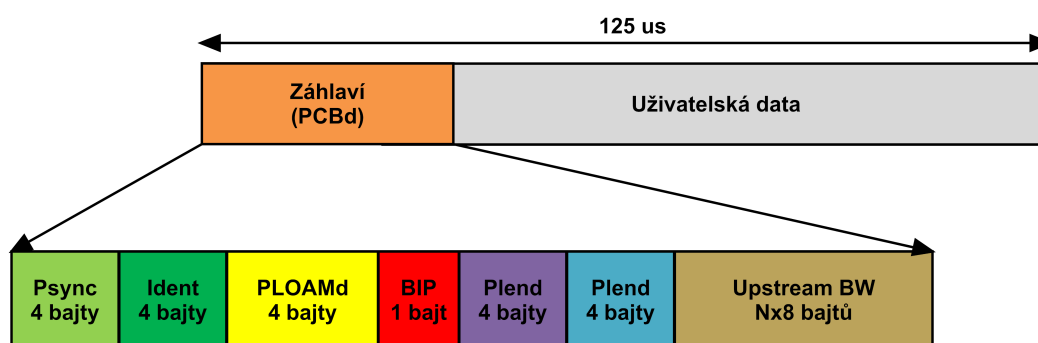 125 us
Záhlaví
(PCBd)
Uživatelská data
Psync
4 bajty
Ident
4 bajty
PLOAMd
4 bajty
BIP
1 bajt
Plend
4 bajty
Plend
4 bajty
Upstream BW
Nx8 bajtů